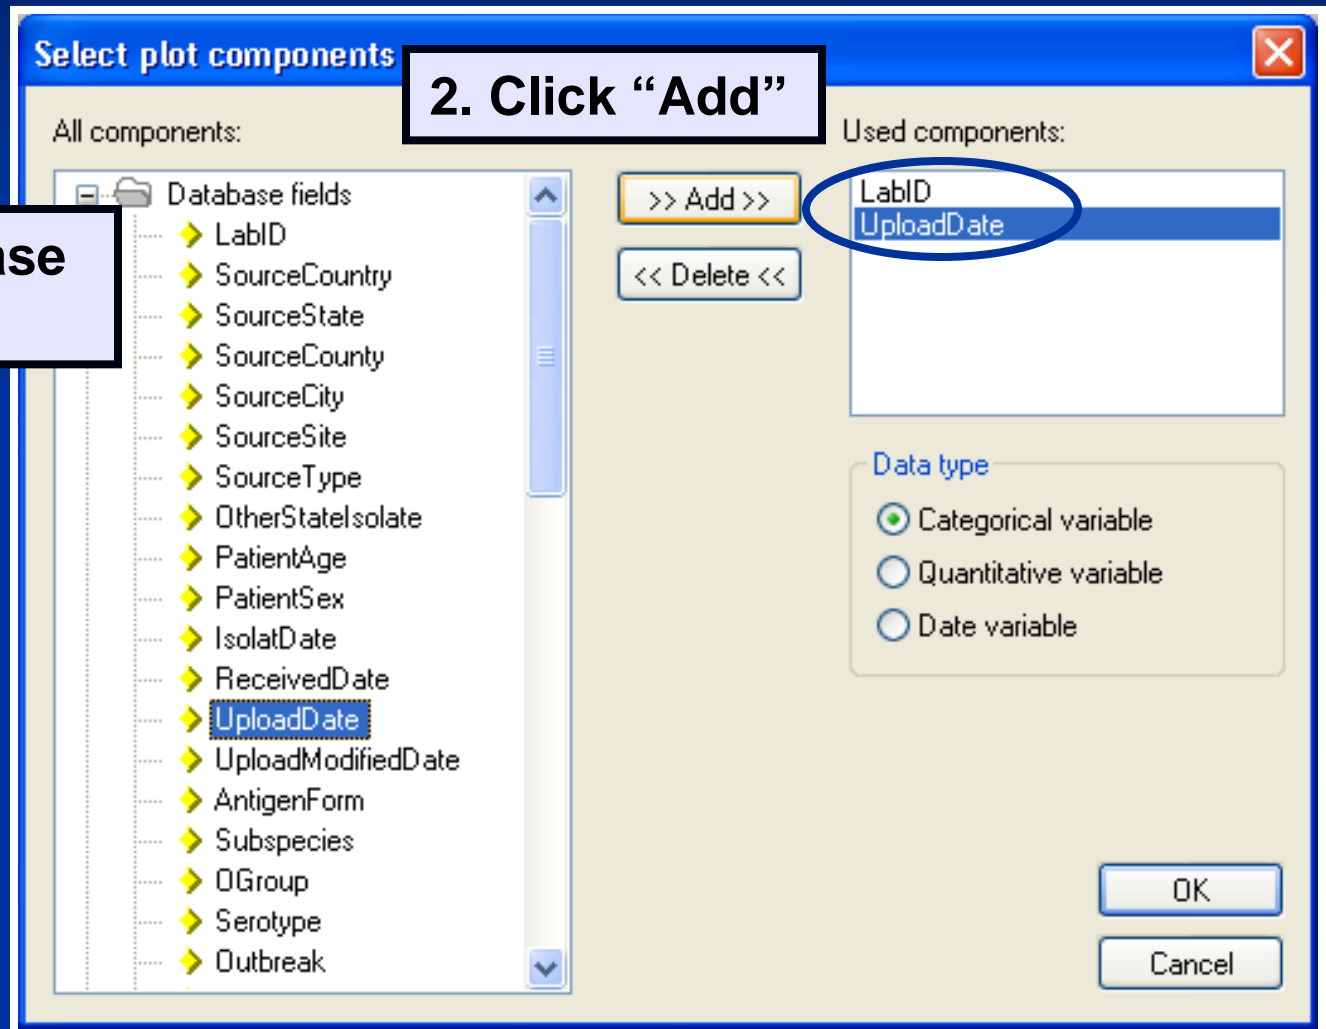 Select plot components
2. Click “Add”
All components:
Used components:
Database fields
LabID
SourceCountry
SourceState
SourceCounty
SourceCity
SourceSite
SourceType
OtherStateIsolate
PatientAge
PatientSex
IsolatDate
ReceivedDate
UploadDate
UploadModifiedDate
AntigenForm
Subspecies
OGroup
Serotype
Outbreak
>> Add >>
<< Delete <<
LabID
UploadDate
Data type
Categorical variable
Quantitative variable
Date variable
OK
Cancel